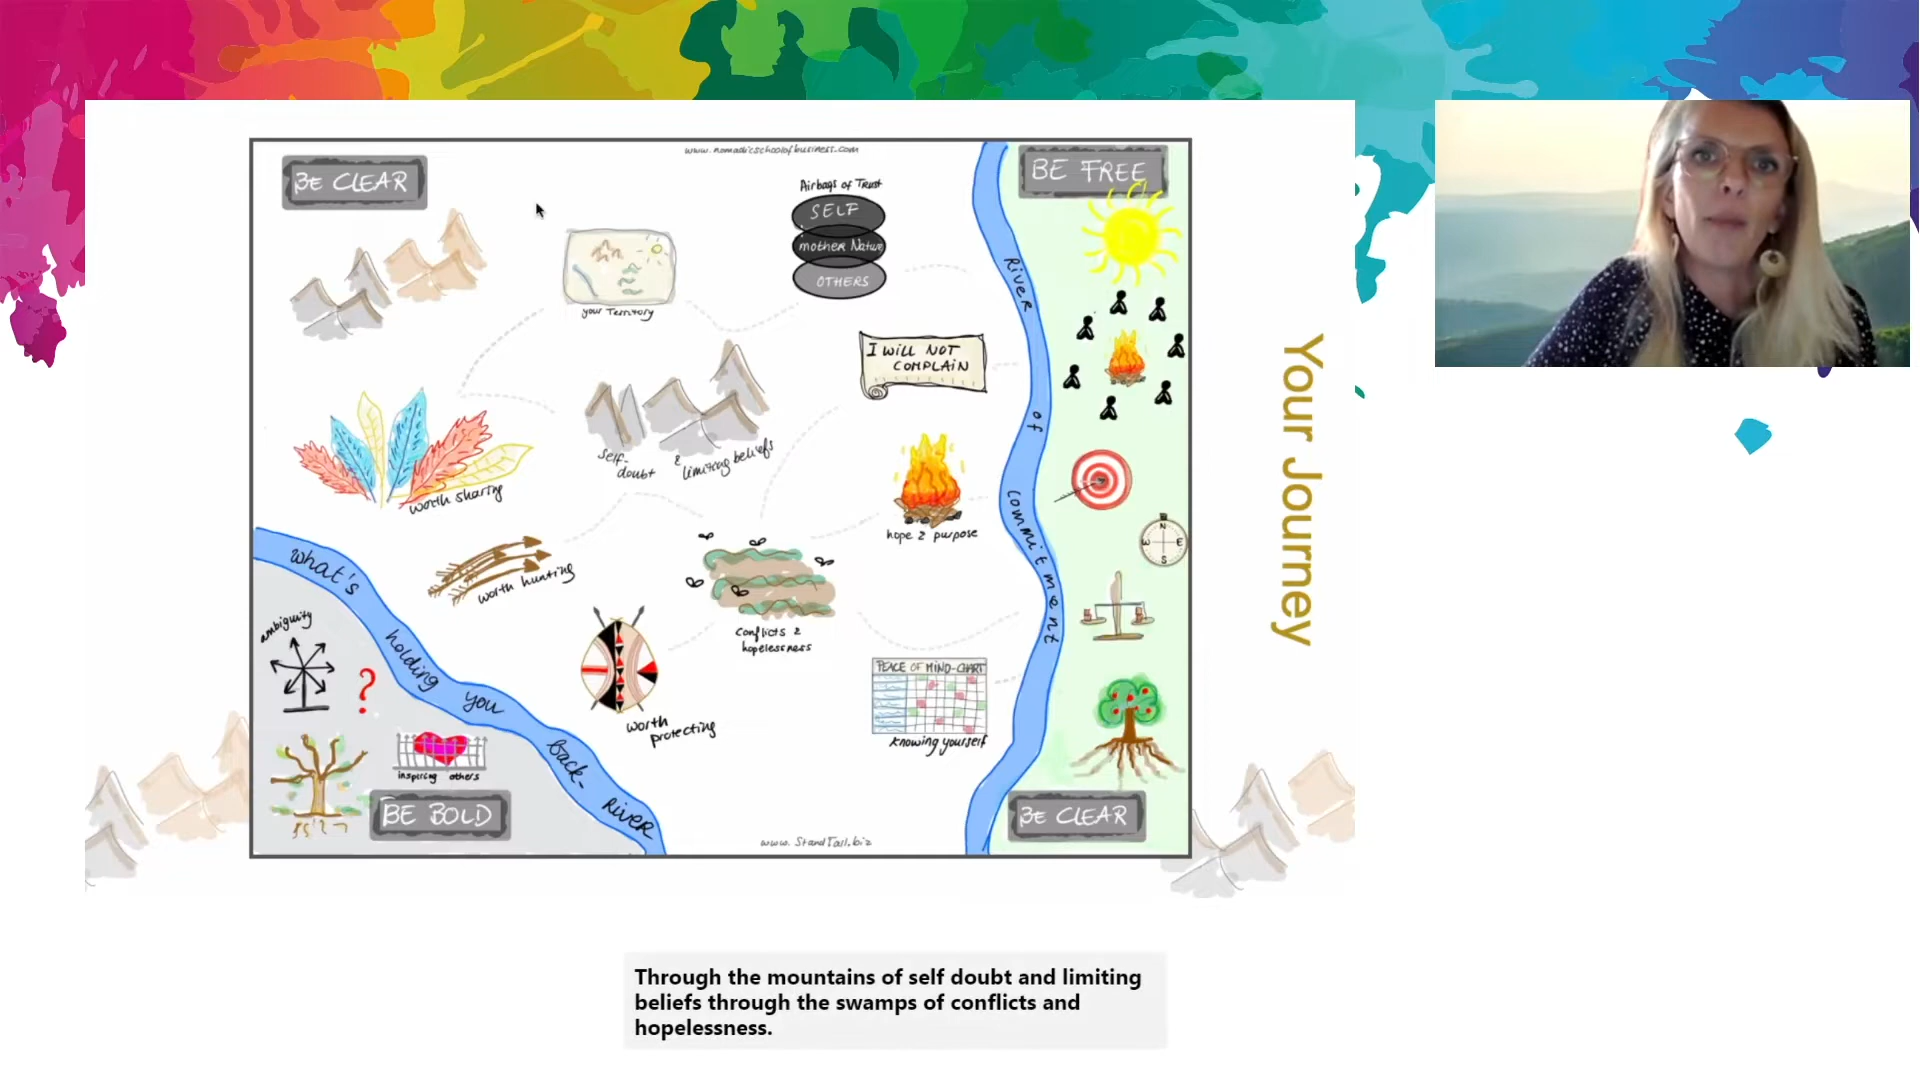 www.nomadicschoolofbusiness.com
BE CLEAR
BE FREE
Airbags of Trust
SELF
mother Nature
OTHERS
your Territory
I WILL NOT
COMPLAIN
River of commitment
self-
doubt
& limiting beliefs
worth sharing
worth hunting
hope & purpose
Conflicts &
hopelessness
worth
protecting
PEACE OF MIND-CHART
knowing yourself
what's holding you back-River
ambiguity
?
inspiring others
BE BOLD
BE CLEAR
N
W
E
S
www.StandTall.biz
Your Journey
Through the mountains of self doubt and limiting
beliefs through the swamps of conflicts and
hopelessness.